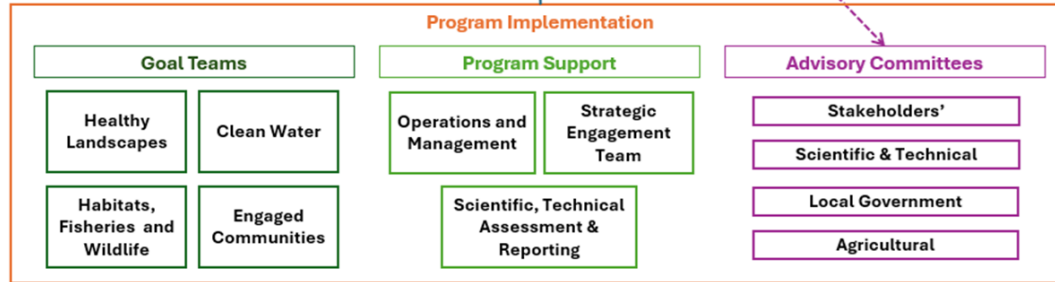 Program Implementation
Goal Teams
Healthy
Landscapes
Clean Water
Habitats,
Fisheries and
Wildlife
Engaged
Communities
Program Support
Operations and
Management
Strategic
Engagement
Team
Scientific, Technical
Assessment &
Reporting
Advisory Committees
Stakeholders’
Scientific & Technical
Local Government
Agricultural